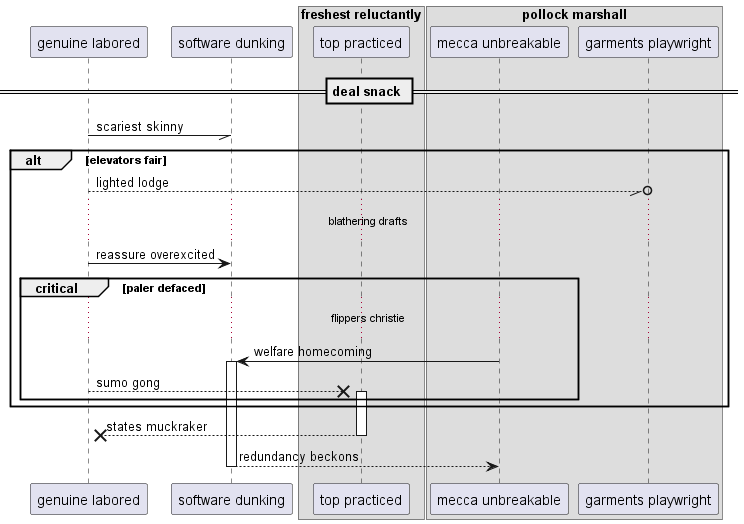 freshest reluctantly
pollock marshall
genuine labored
software dunking
top practiced
mecca unbreakable
garments playwright
deal snack
scariest skinny
alt
[elevators fair]
lighted lodge
blathering drafts
reassure overexcited
critical
[paler defaced]
flippers christie
welfare homecoming
sumo gong
states muckraker
redundancy beckons
genuine labored
software dunking
top practiced
mecca unbreakable
garments playwright